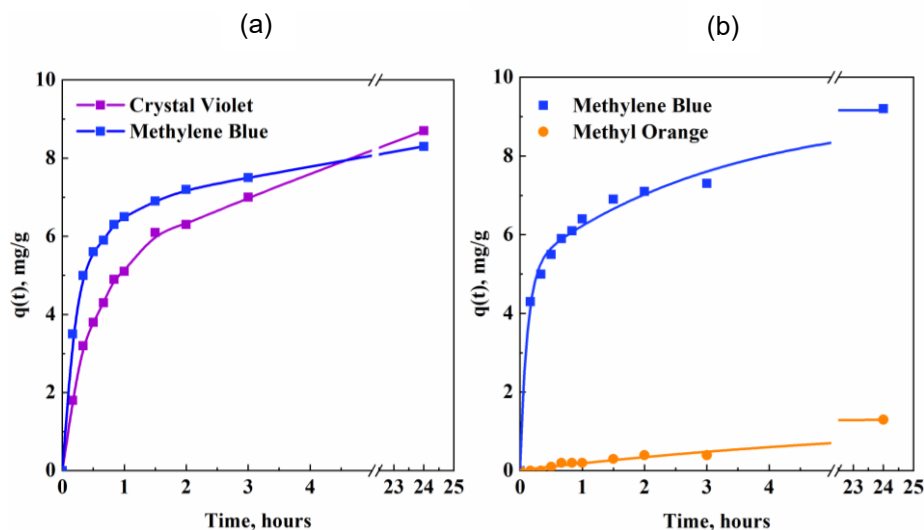 (a)
(b)
10
8
6
4
2
0
q(t), mg/g
Crystal Violet
Methylene Blue
0 1 2 3 4 23 24 25
Time, hours
10
8
6
4
2
0
q(t), mg/g
Methylene Blue
Methyl Orange
0 1 2 3 4 23 24 25
Time, hours